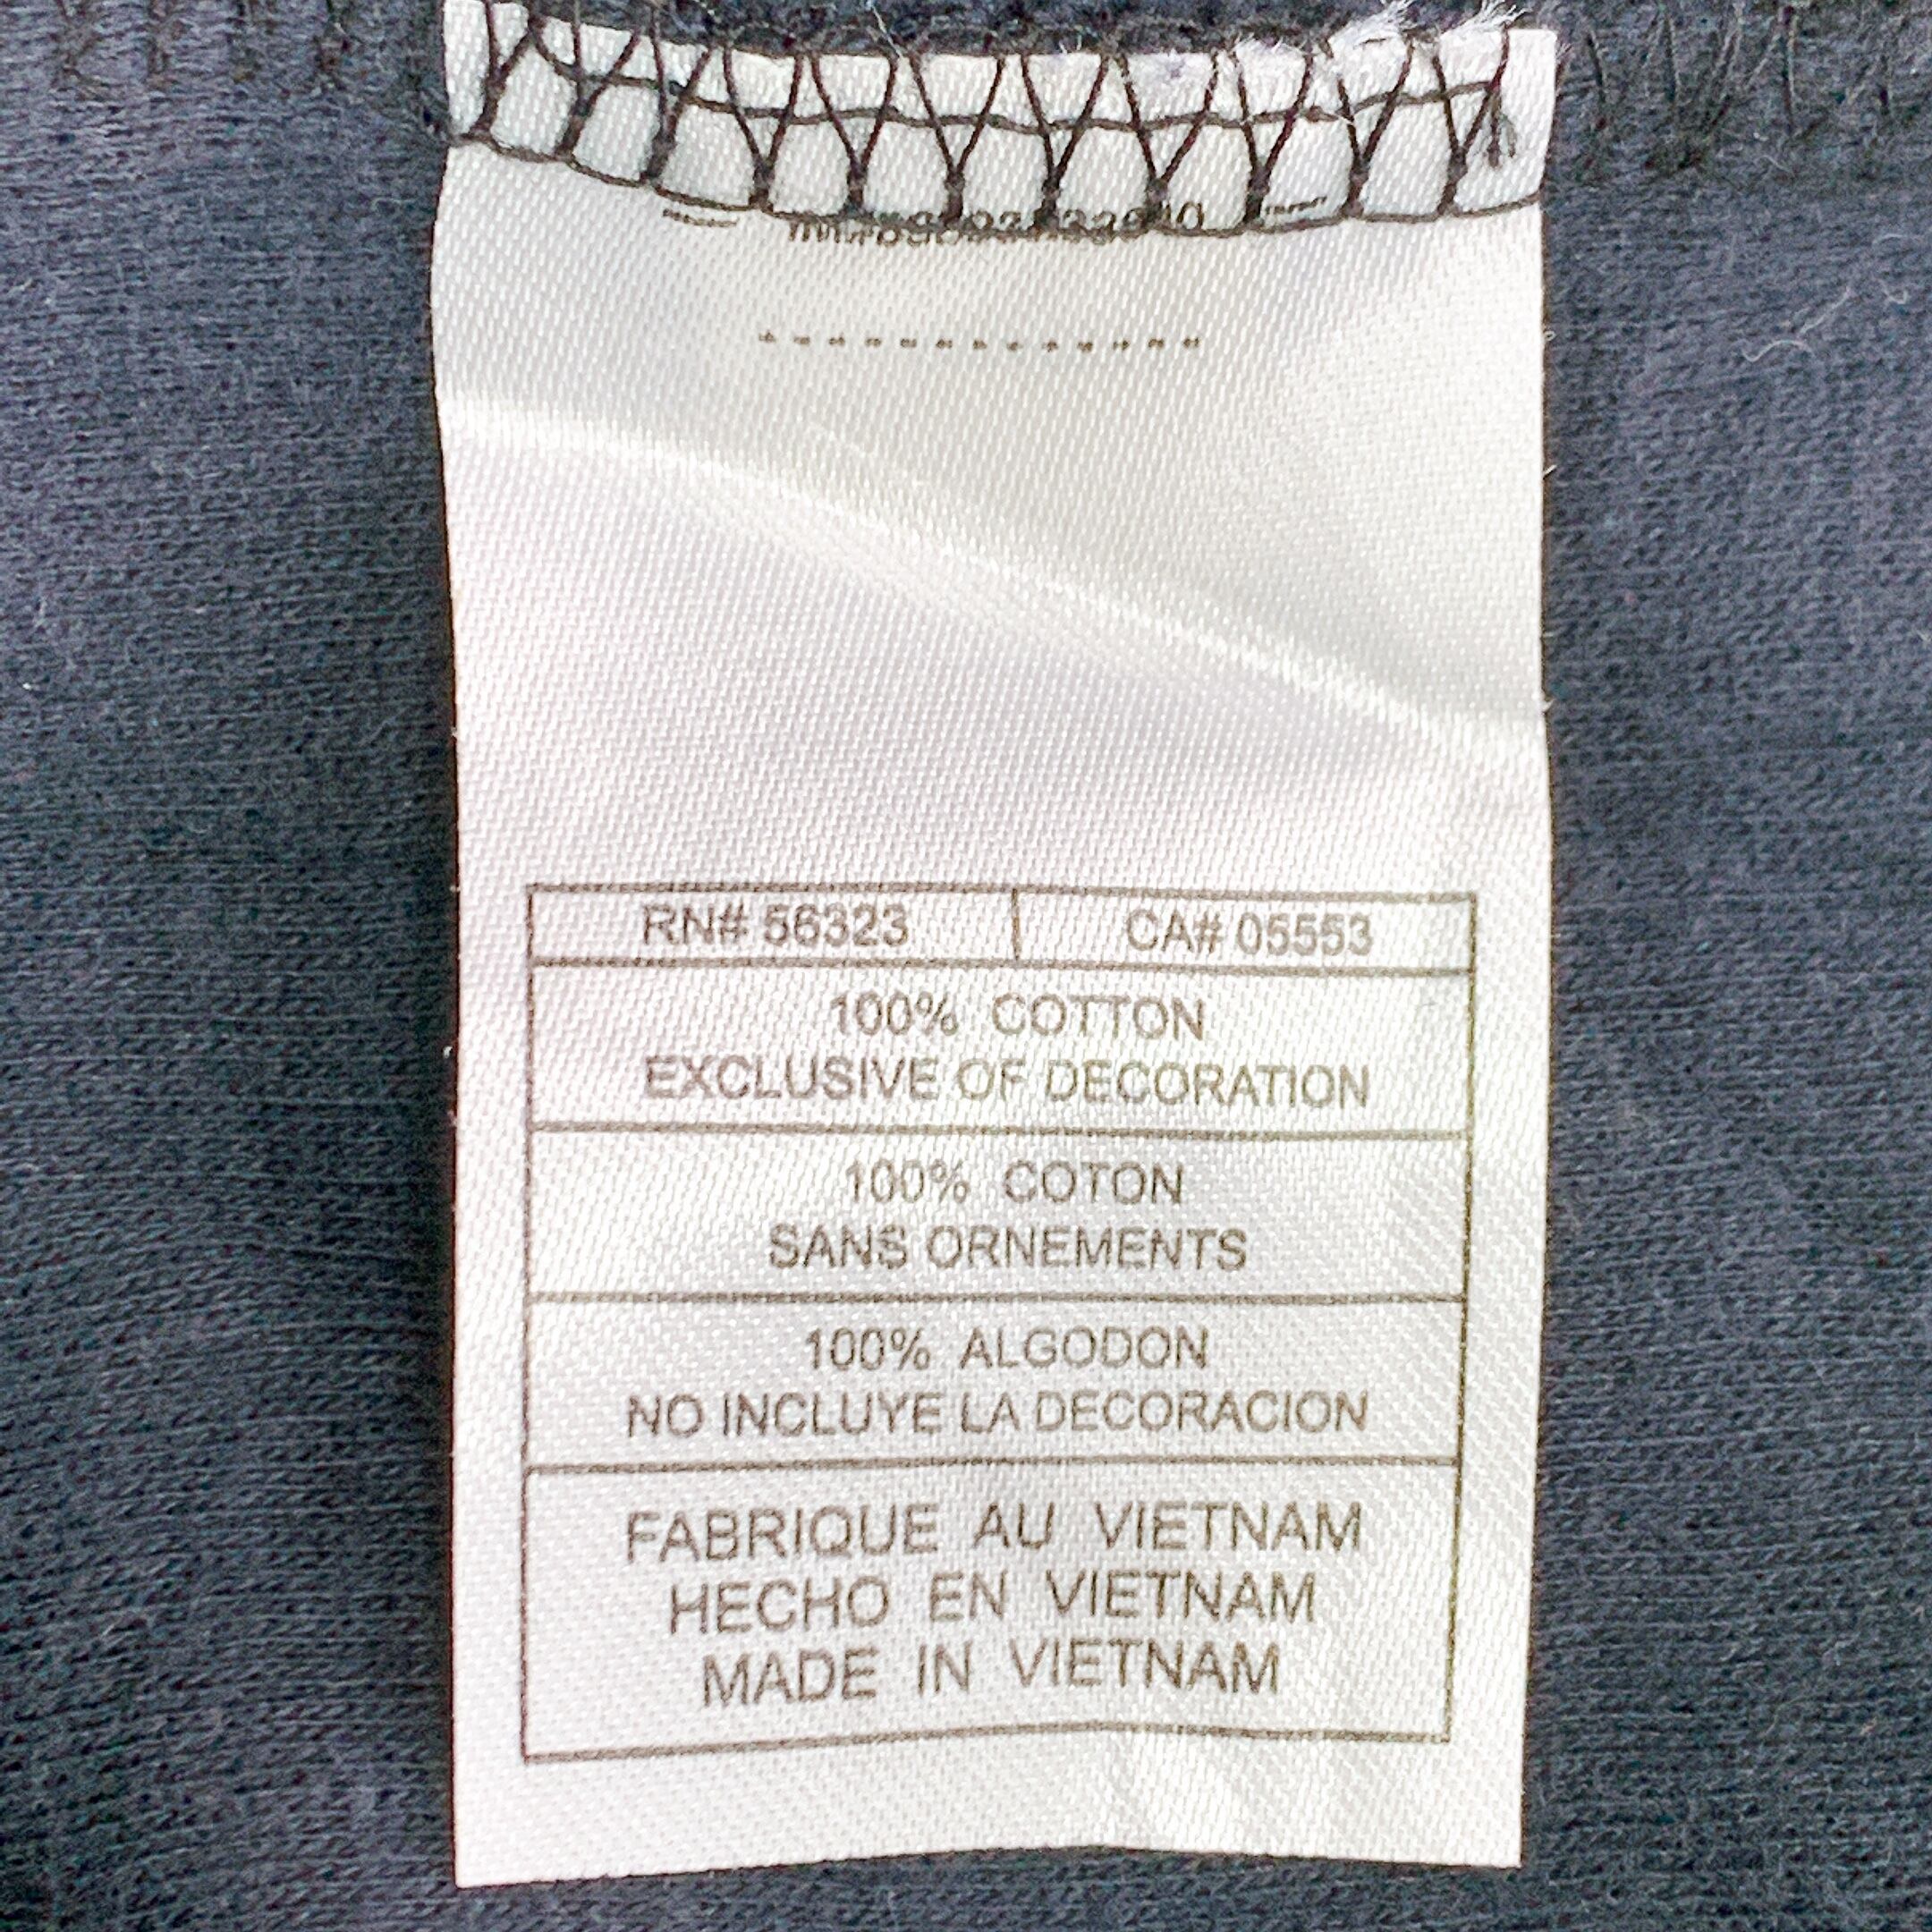 RN# 56323 CA# 05553
100% COTTON
EXCLUSIVE OF DECORATION
100% COTON
SANS ORNEMENTS
100% ALGODON
NO INCLUYE LA DECORACION
FABRIQUE AU VIETNAM
HECHO EN VIETNAM
MADE IN VIETNAM